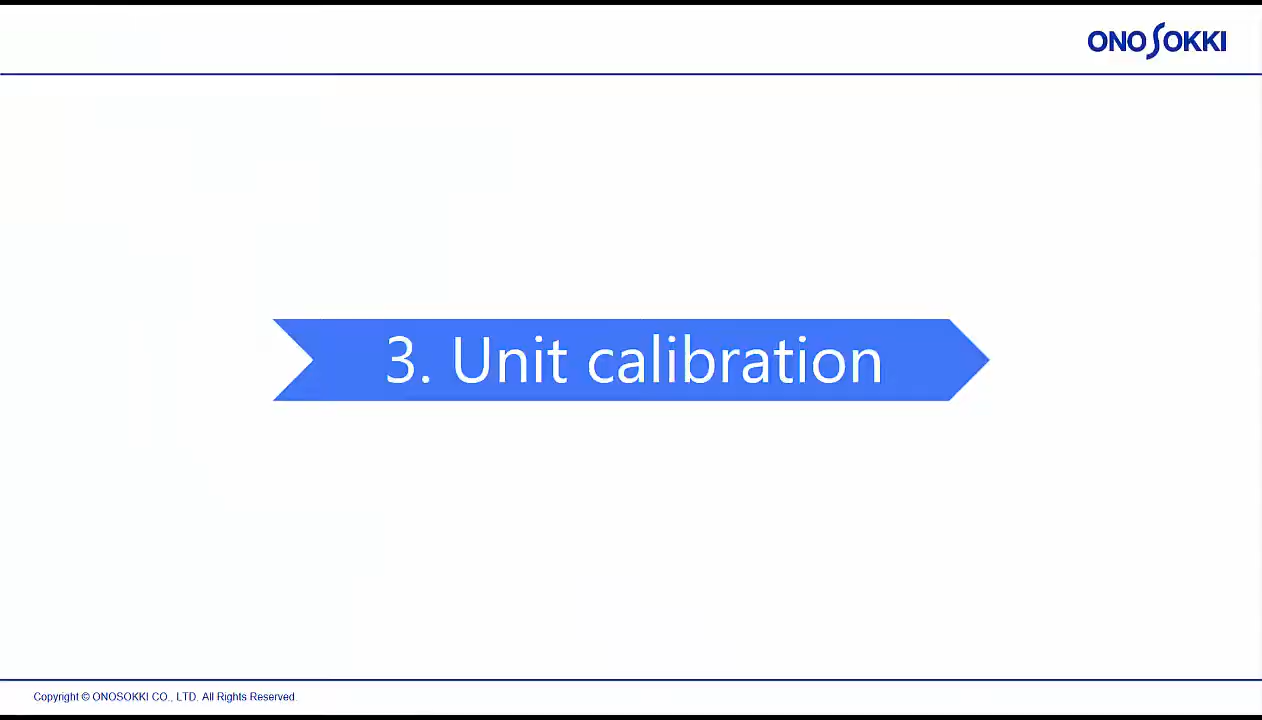 ONO SOKKI
3. Unit calibration
Copyright © ONOSOKKI CO., LTD. All Rights Reserved.